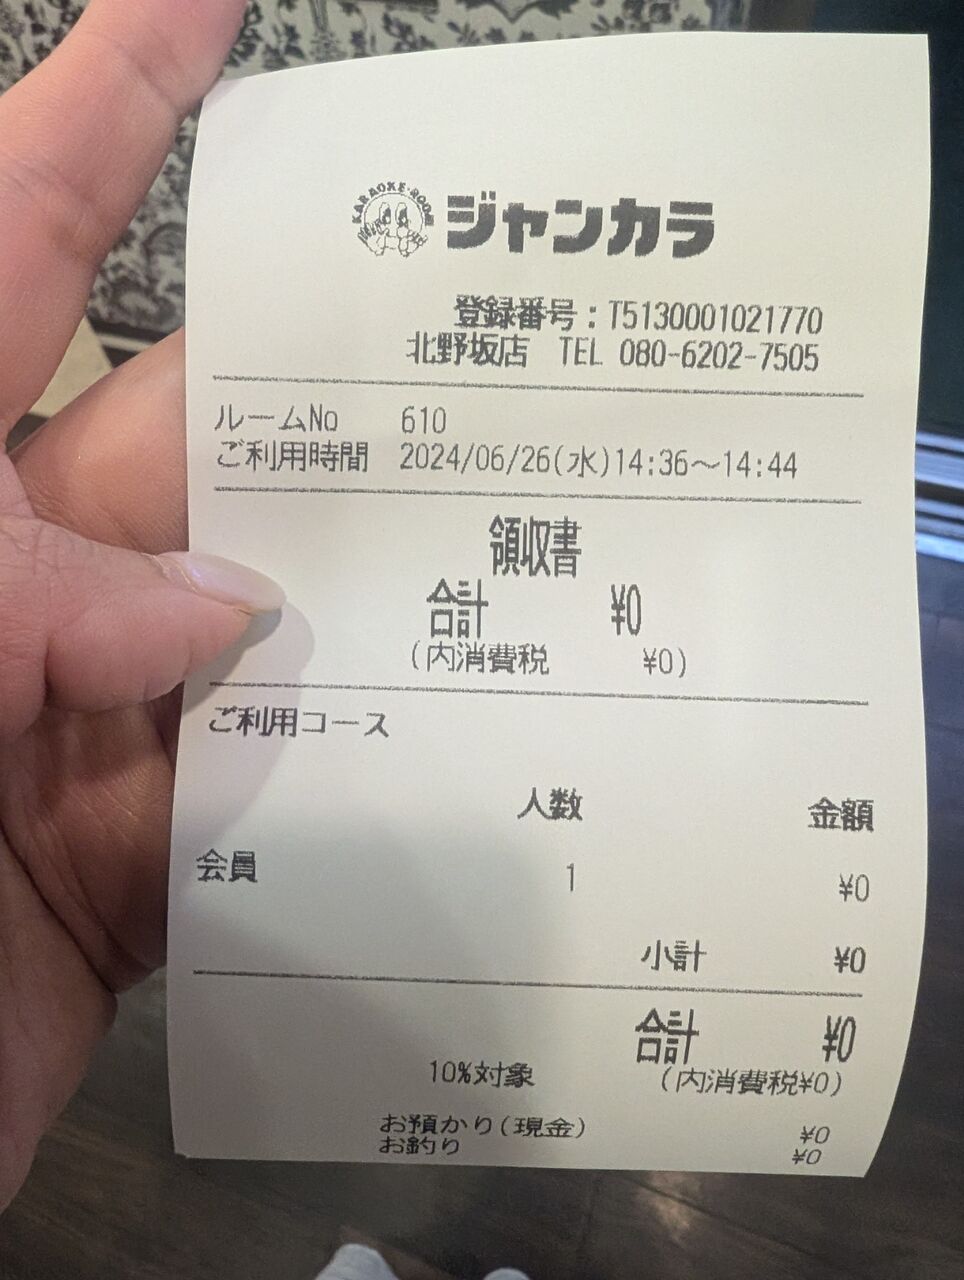 KARAOKE·ROOM
ジャンカラ
登録番号：T5130001021770
北野坂店 TEL 080-6202-7505
ルームNo 610
ご利用時間 2024/06/26(水)14:36～14:44
領収書
合計 ¥0
(内消費税 ¥0)
ご利用コース
人数 金額
会員 1 ¥0
小計 ¥0
合計 ¥0
10%対象 (内消費税¥0)
お預かり(現金) ¥0
お釣り ¥0